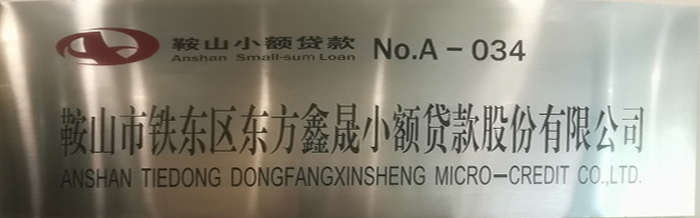 鞍山小额贷款 No.A-034
Anshan Small-sum Loan
鞍山市铁东区东方鑫晟小额贷款股份有限公司
ANSHAN TIEDONG DONGFANGXINSHENG MICRO-CREDIT CO.,LTD.